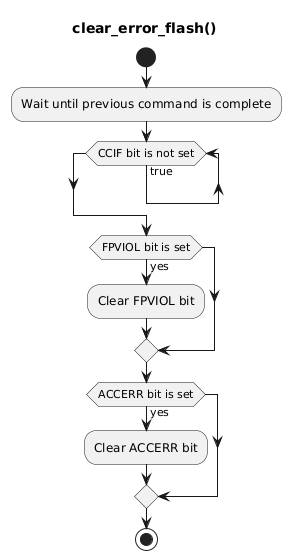 clear_error_flash()
Wait until previous command is complete
CCIF bit is not set
true
FPVIOL bit is set
yes
Clear FPVIOL bit
ACCERR bit is set
yes
Clear ACCERR bit